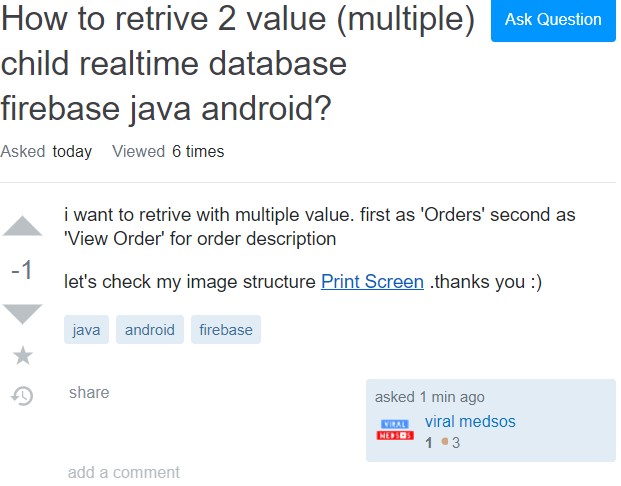 How to retrive 2 value (multiple)
Ask Question
child realtime database
firebase java android?
Asked today Viewed 6 times
i want to retrive with multiple value. first as 'Orders' second as
'View Order' for order description
-1
let's check my image structure Print Screen .thanks you :)
java android firebase
share
asked 1 min ago
VIRAL
MEDSOS
viral medsos
1 3
add a comment